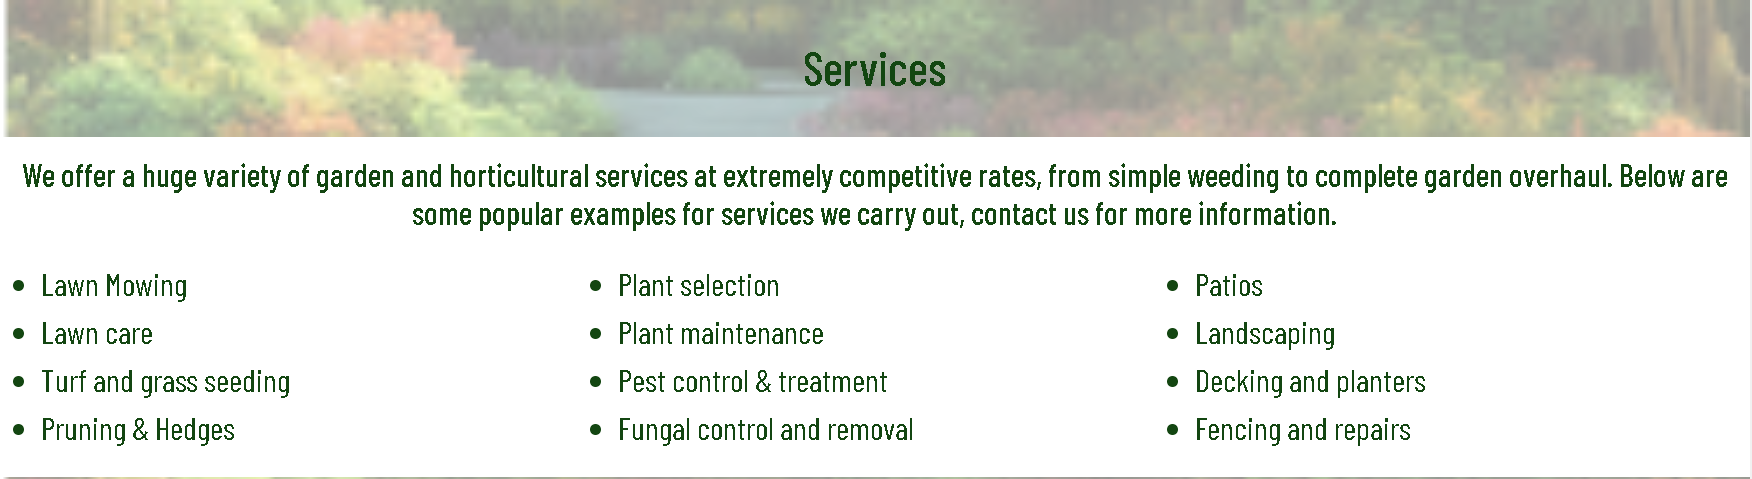 Services
We offer a huge variety of garden and horticultural services at extremely competitive rates, from simple weeding to complete garden overhaul. Below are
some popular examples for services we carry out, contact us for more information.
Lawn Mowing
Lawn care
Turf and grass seeding
Pruning & Hedges
Plant selection
Plant maintenance
Pest control & treatment
Fungal control and removal
Patios
Landscaping
Decking and planters
Fencing and repairs